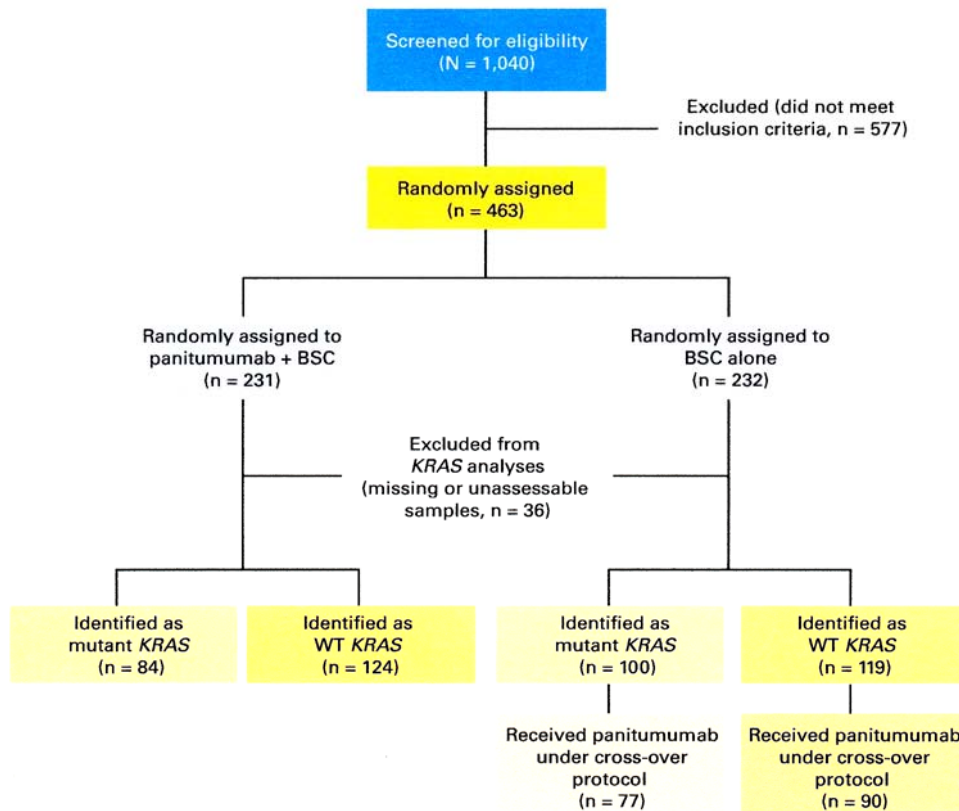 Screened for eligibility
(N = 1,040)
Excluded (did not meet
inclusion criteria, n = 577)
Randomly assigned
(n = 463)
Randomly assigned to
panitumumab + BSC
(n = 231)
Randomly assigned to
BSC alone
(n = 232)
Excluded from
KRAS analyses
(missing or unassessable
samples, n = 36)
Identified as
mutant KRAS
(n = 84)
Identified as
WT KRAS
(n = 124)
Identified as
mutant KRAS
(n = 100)
Identified as
WT KRAS
(n = 119)
Received panitumumab
under cross-over
protocol
(n = 77)
Received panitumumab
under cross-over
protocol
(n = 90)